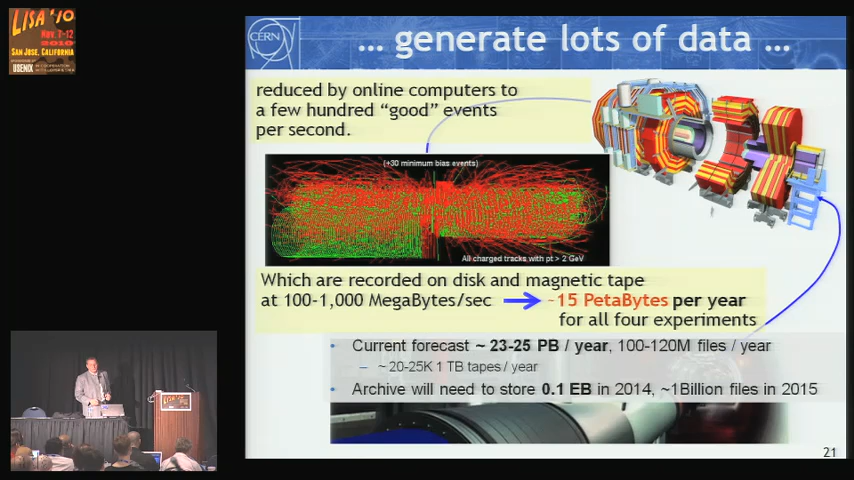 LISA '10
Nov. 7-12
2010
SAN JOSE, CALIFORNIA
USENIX
CERN
... generate lots of data ...
reduced by online computers to
a few hundred “good” events
per second.
(+30 minimum bias events)
All charged tracks with pt > 2 GeV
Which are recorded on disk and magnetic tape
at 100-1,000 MegaBytes/sec ~15 PetaBytes per year
for all four experiments
• Current forecast ~ 23-25 PB / year, 100-120M files / year
– ~ 20-25K 1 TB tapes / year
• Archive will need to store 0.1 EB in 2014, ~1Billion files in 2015
21
LISA '10